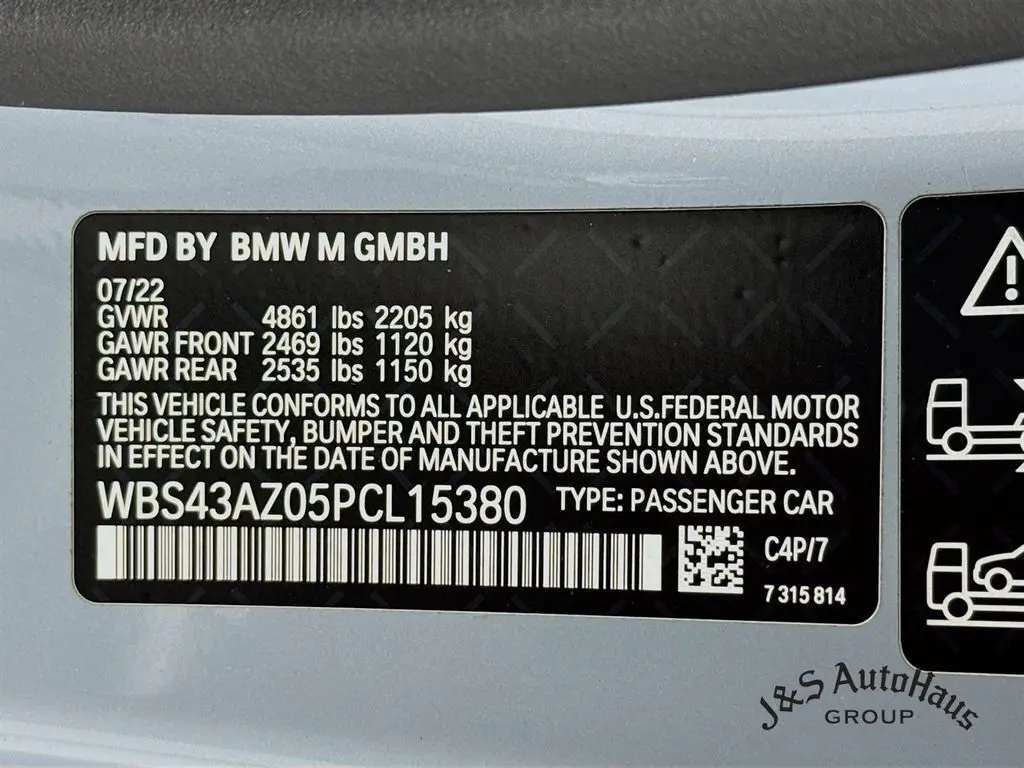 MFD BY BMW M GMBH
07/22
GVWR 4861 lbs 2205 kg
GAWR FRONT 2469 lbs 1120 kg
GAWR REAR 2535 lbs 1150 kg
THIS VEHICLE CONFORMS TO ALL APPLICABLE U.S.FEDERAL MOTOR
VEHICLE SAFETY, BUMPER AND THEFT PREVENTION STANDARDS
IN EFFECT ON THE DATE OF MANUFACTURE SHOWN ABOVE.
WBS43AZ05PCL15380 TYPE: PASSENGER CAR
C4P/7
7 315 814
J&S AutoHaus
GROUP